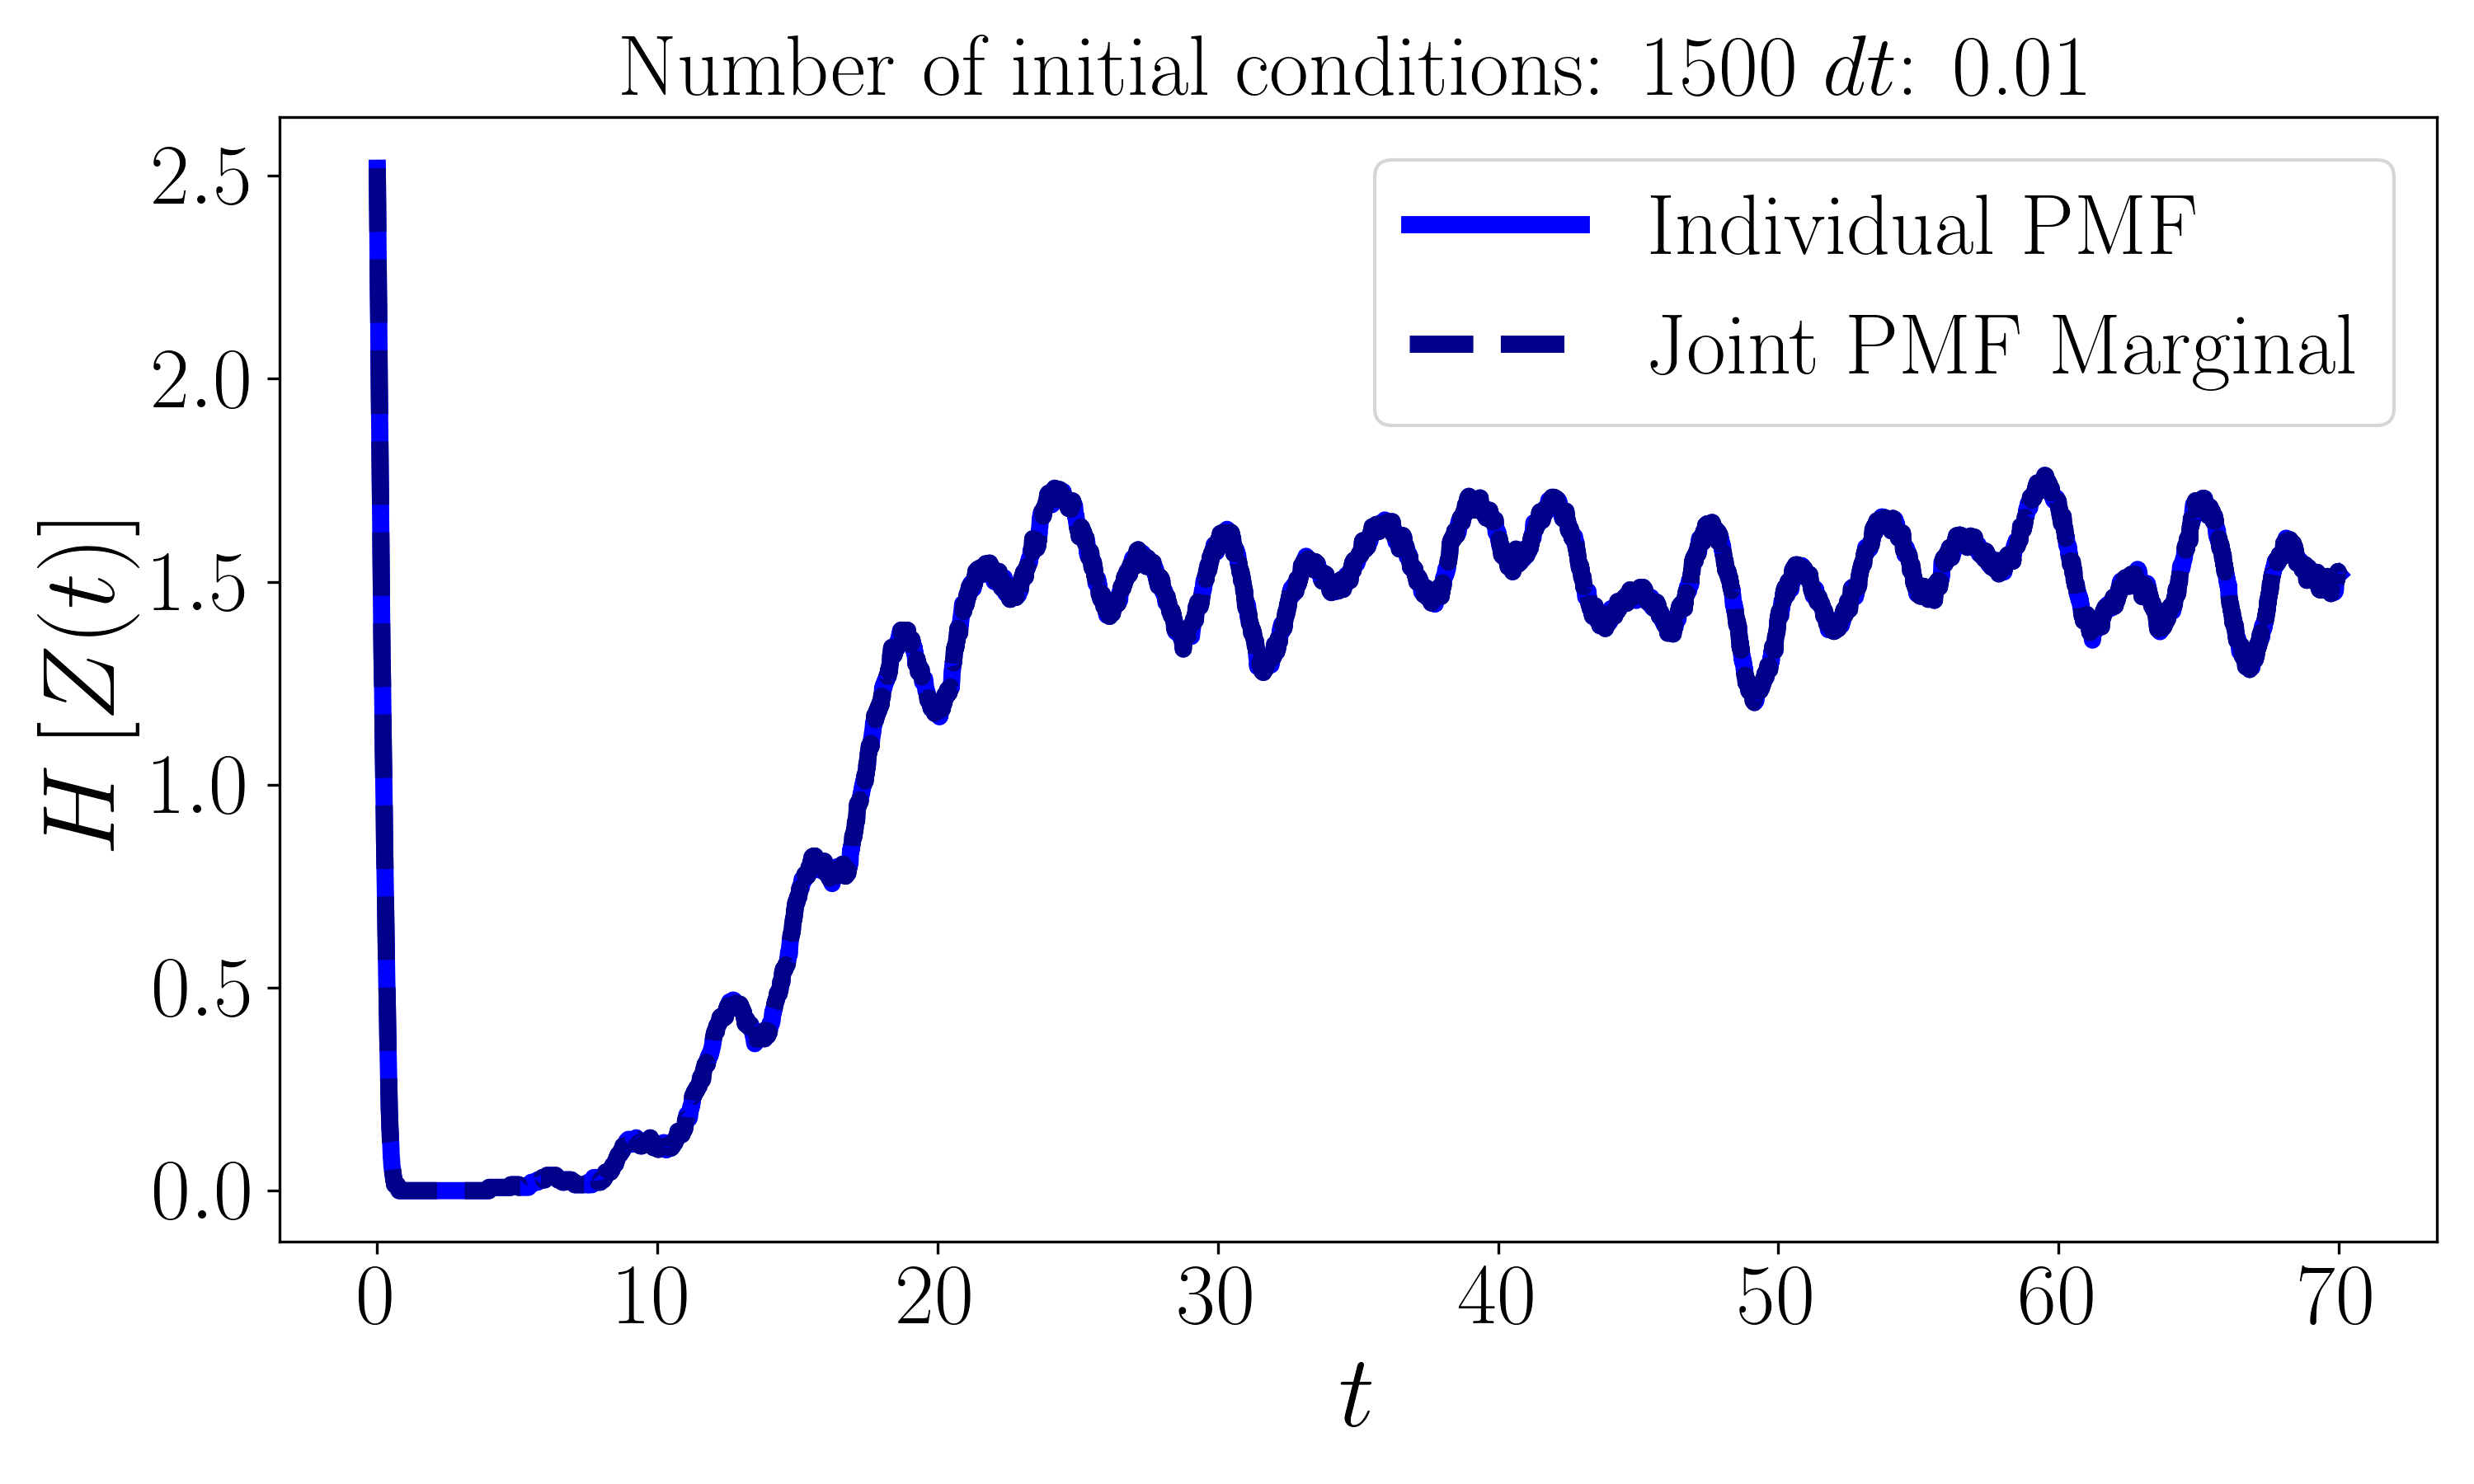 Number of initial conditions: 1500 dt: 0.01
Individual PMF
Joint PMF Marginal
H [Z(t)]
2.5
2.0
1.5
1.0
0.5
0.0
0 10 20 30 40 50 60 70
t